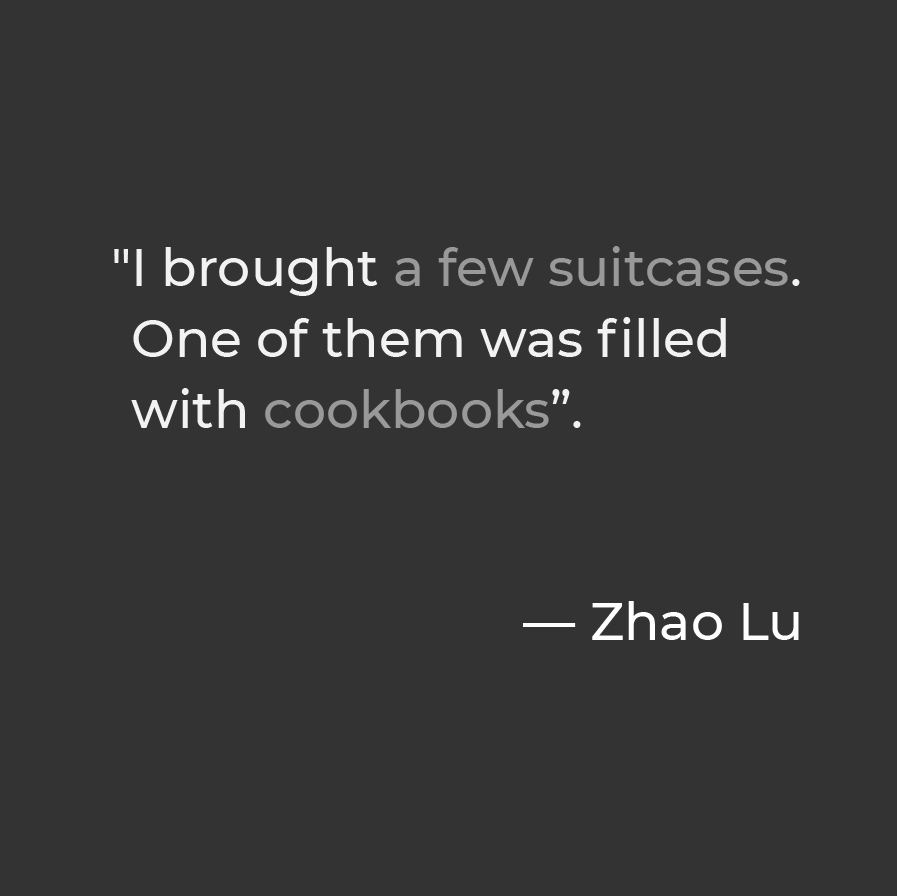 "I brought a few suitcases.
One of them was filled
with cookbooks”.
— Zhao Lu